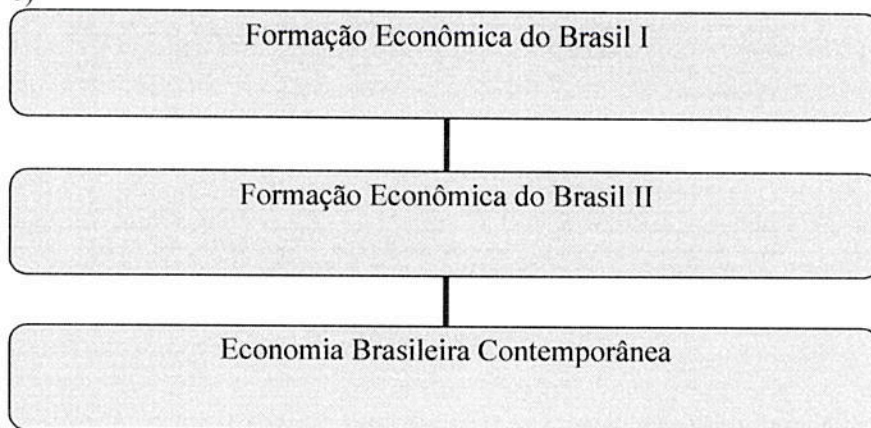 Formação Econômica do Brasil I
Formação Econômica do Brasil II
Economia Brasileira Contemporânea